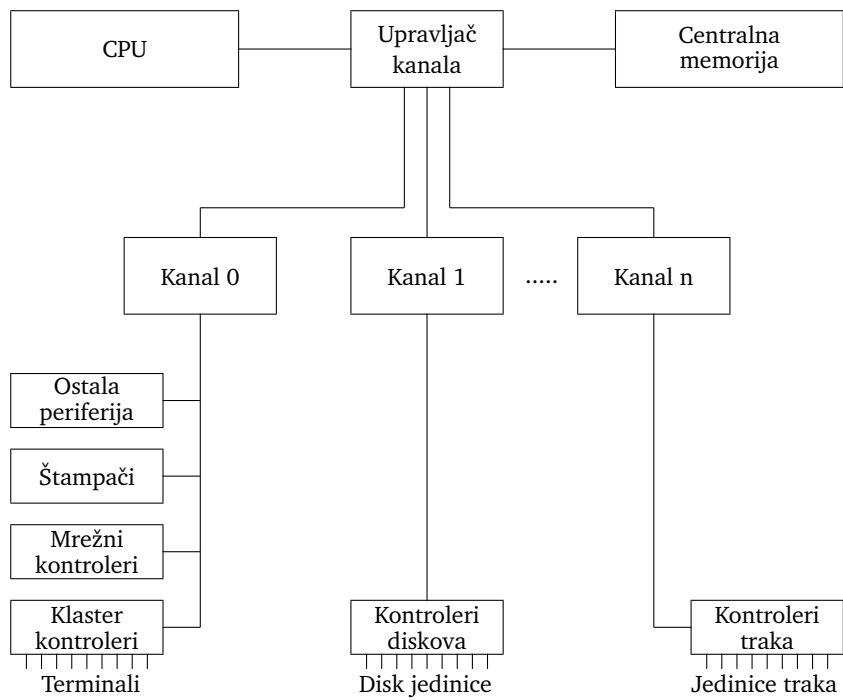 CPU
Upravljač
kanala
Centralna
memorija
Kanal 0
Kanal 1
.....
Kanal n
Ostala
periferija
Štampači
Mrežni
kontroleri
Klaster
kontroleri
Terminali
Kontroleri
diskova
Disk jedinice
Kontroleri
traka
Jedinice traka